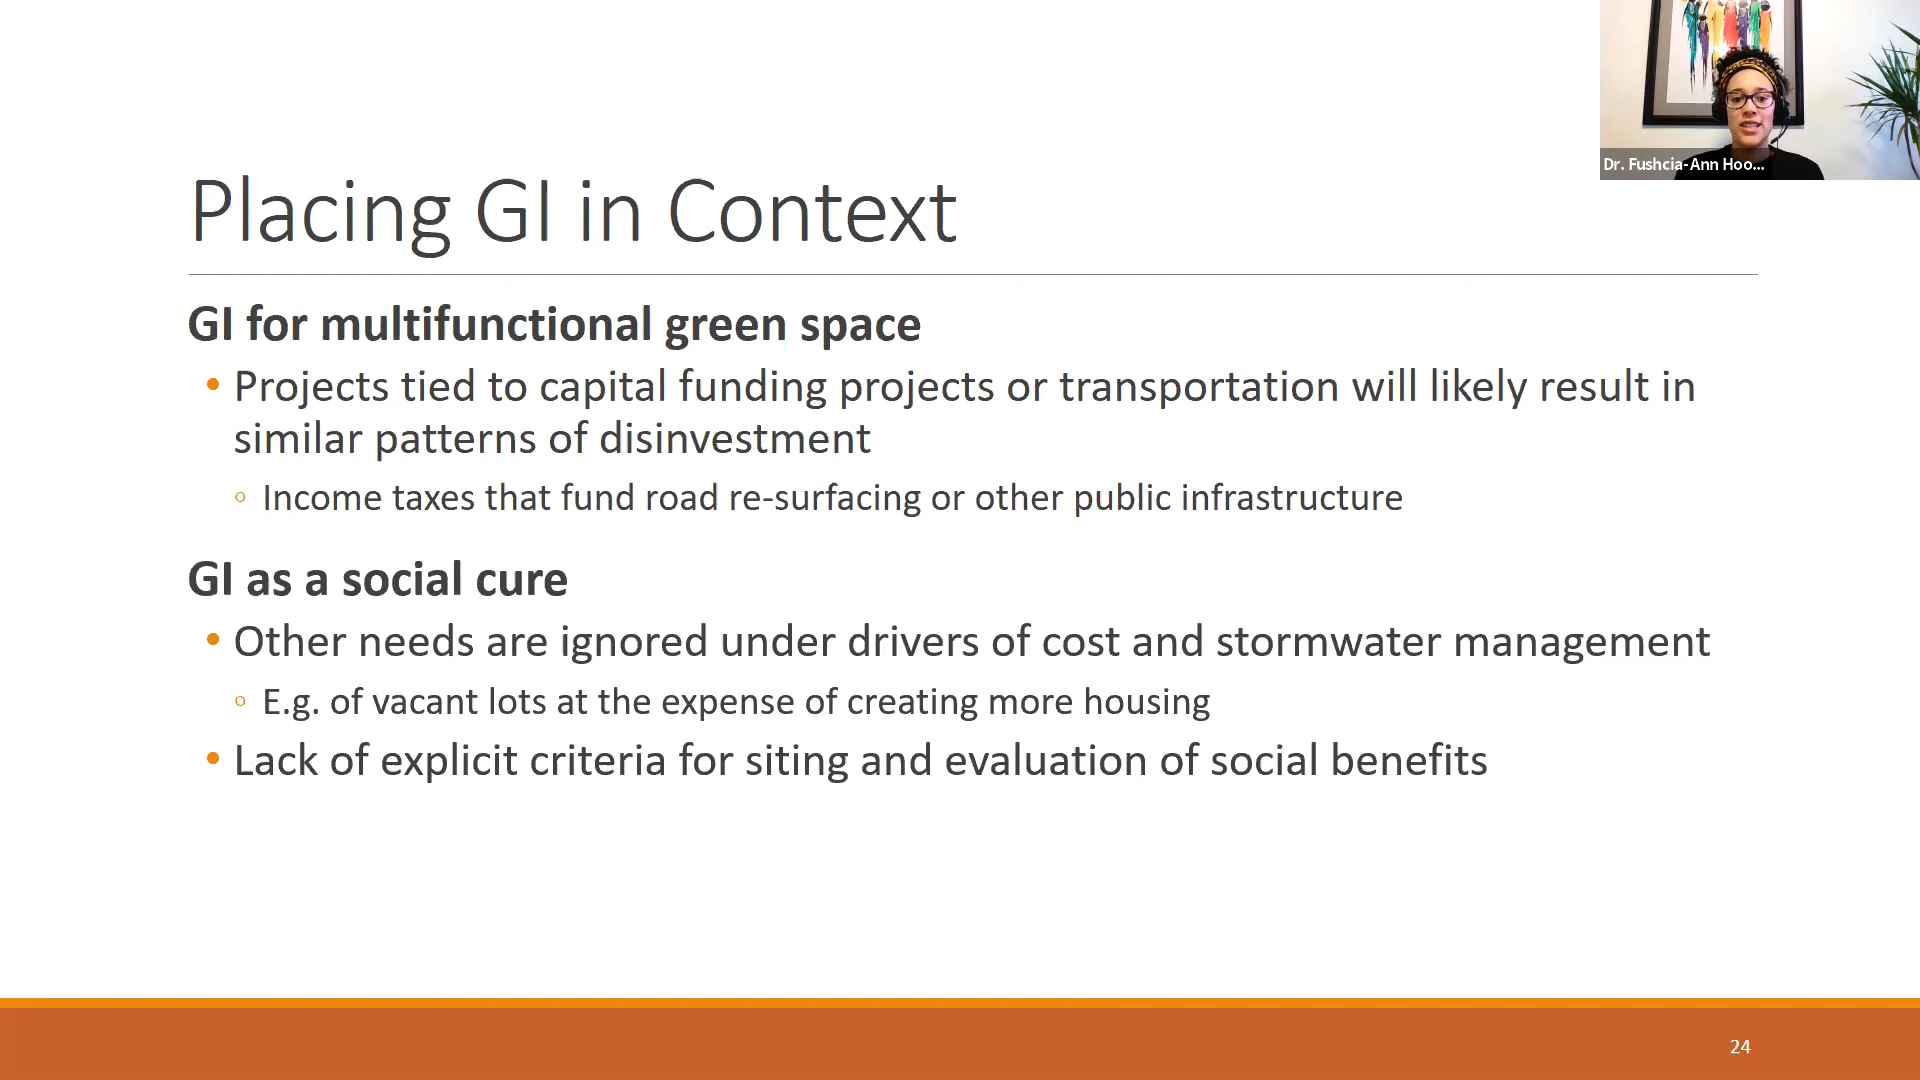 Dr. Fushcia-Ann Hoo...
Placing GI in Context
GI for multifunctional green space
• Projects tied to capital funding projects or transportation will likely result in
similar patterns of disinvestment
◦ Income taxes that fund road re-surfacing or other public infrastructure
GI as a social cure
• Other needs are ignored under drivers of cost and stormwater management
◦ E.g. of vacant lots at the expense of creating more housing
• Lack of explicit criteria for siting and evaluation of social benefits
24